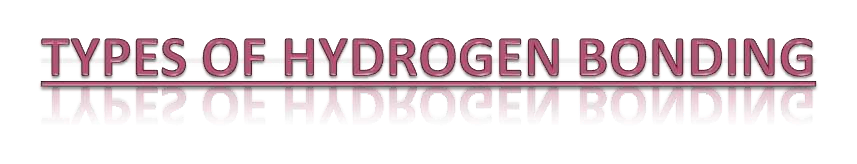 TYPES OF HYDROGEN BONDING